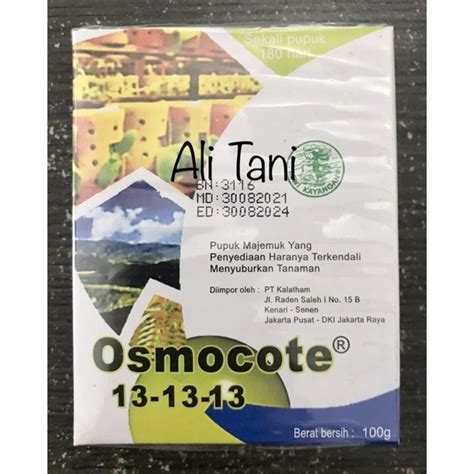 Sekali pupuk
180 hari
Ali Tani
BN:3116
MD:30082021
ED:30082024
KAYANGAN
Pupuk Majemuk Yang
Penyediaan Haranya Terkendali
Menyuburkan Tanaman
Diimpor oleh : PT Kalatham
Jl. Raden Saleh I No. 15 B
Kenari - Senen
Jakarta Pusat - DKI Jakarta Raya
Osmocote®
13-13-13
Berat bersih : 100g